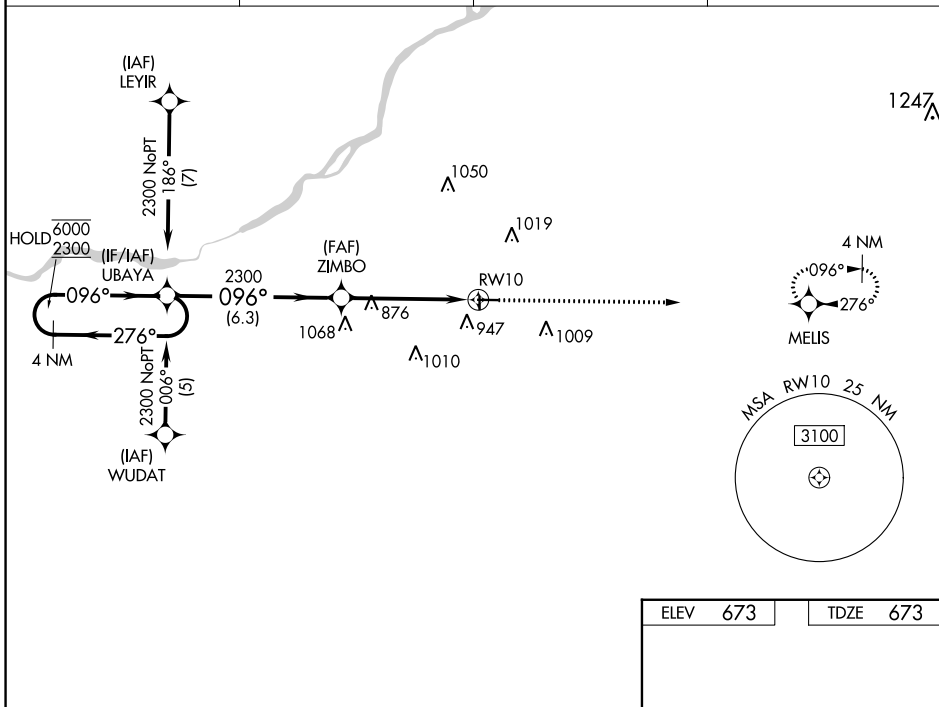 (IAF)
LEYIR
1247
2300 NoPT
186°
(7)
1050
1019
HOLD
6000
2300
(IF/IAF)
UBAYA
(FAF)
ZIMBO
4 NM
096°
276°
MELIS
096°
2300
096°
(6.3)
RW10
876
1068
947
1009
1010
276°
4 NM
2300 NoPT
006°
(5)
(IAF)
WUDAT
MSA RW10 25 NM
3100
ELEV 673
TDZE 673